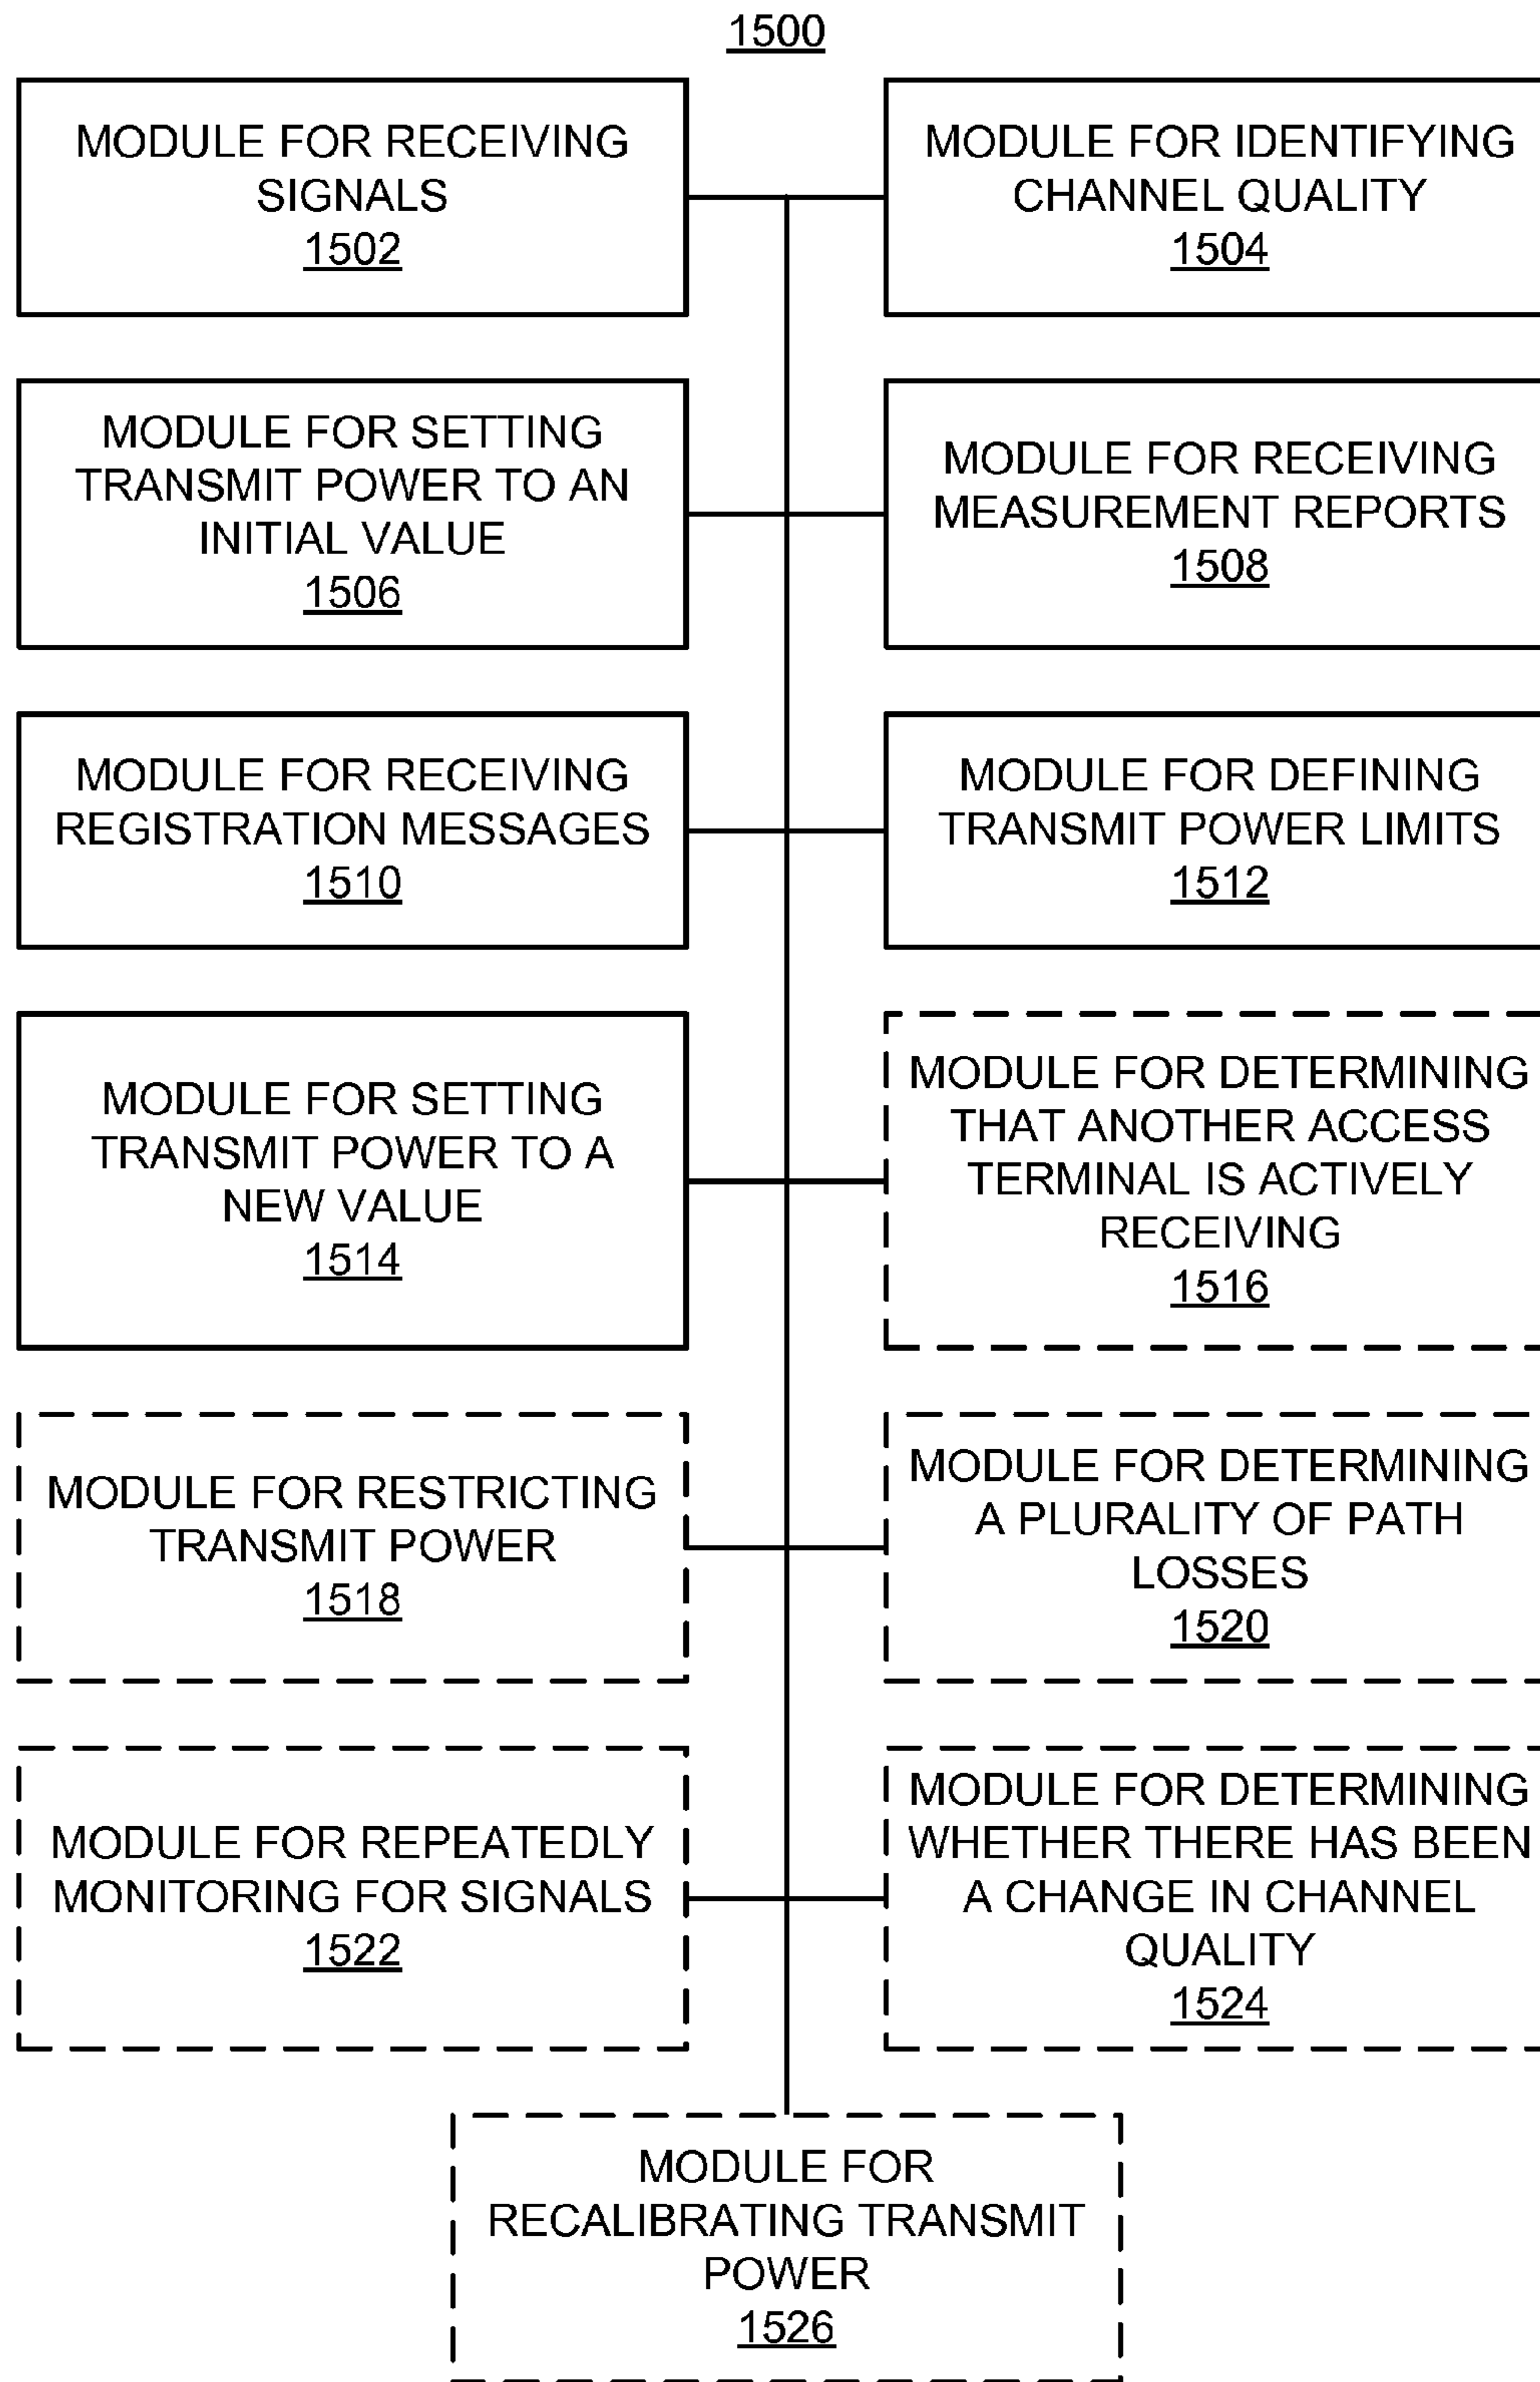 1500
MODULE FOR RECEIVING
SIGNALS
1502
MODULE FOR IDENTIFYING
CHANNEL QUALITY
1504
MODULE FOR SETTING
TRANSMIT POWER TO AN
INITIAL VALUE
1506
MODULE FOR RECEIVING
MEASUREMENT REPORTS
1508
MODULE FOR RECEIVING
REGISTRATION MESSAGES
1510
MODULE FOR DEFINING
TRANSMIT POWER LIMITS
1512
MODULE FOR SETTING
TRANSMIT POWER TO A
NEW VALUE
1514
MODULE FOR DETERMINING
THAT ANOTHER ACCESS
TERMINAL IS ACTIVELY
RECEIVING
1516
MODULE FOR RESTRICTING
TRANSMIT POWER
1518
MODULE FOR DETERMINING
A PLURALITY OF PATH
LOSSES
1520
MODULE FOR REPEATEDLY
MONITORING FOR SIGNALS
1522
MODULE FOR DETERMINING
WHETHER THERE HAS BEEN
A CHANGE IN CHANNEL
QUALITY
1524
MODULE FOR
RECALIBRATING TRANSMIT
POWER
1526